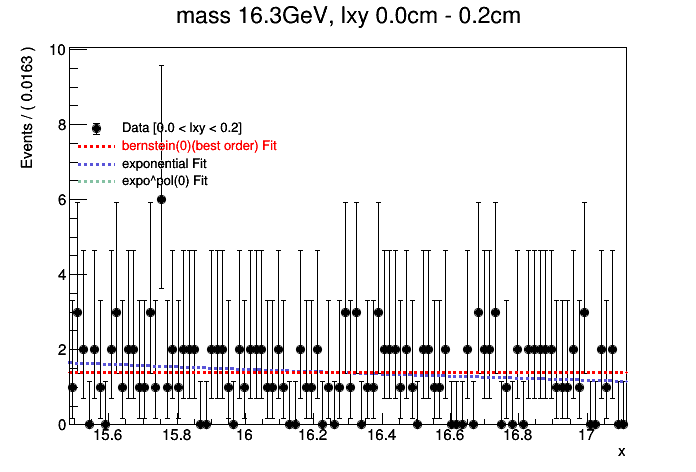 mass 16.3GeV, lxy 0.0cm - 0.2cm
Events / ( 0.0163 )
10
8
6
4
2
0
Data [0.0 < lxy < 0.2]
bernstein(0)(best order) Fit
exponential Fit
expo^pol(0) Fit
15.6 15.8 16 16.2 16.4 16.6 16.8 17
x